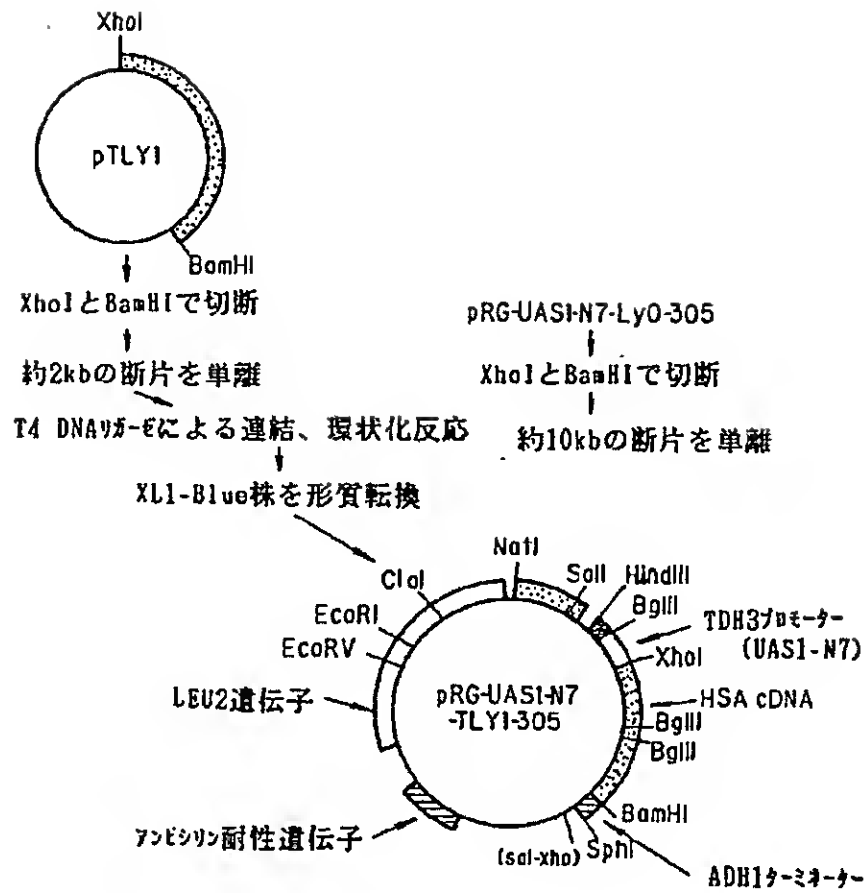 XhoI
pTLY1
BamHI
XhoIとBamHIで切断
約2kbの断片を単離
pRG-UAS1-N7-LyO-305
XhoIとBamHIで切断
約10kbの断片を単離
T4 DNAリガーゼによる連結、環状化反応
XL1-Blue株を形質転換
NotI
SalI
HindIII
BglII
TDH3プロモーター
(UAS1-N7)
XhoI
HSA cDNA
BglII
BglII
BamHI
SphI
(sal-xho)
ADH1ターミネーター
ClaI
EcoRI
EcoRV
LEU2遺伝子
pRG-UAS1-N7
-TLY1-305
アンピシリン耐性遺伝子